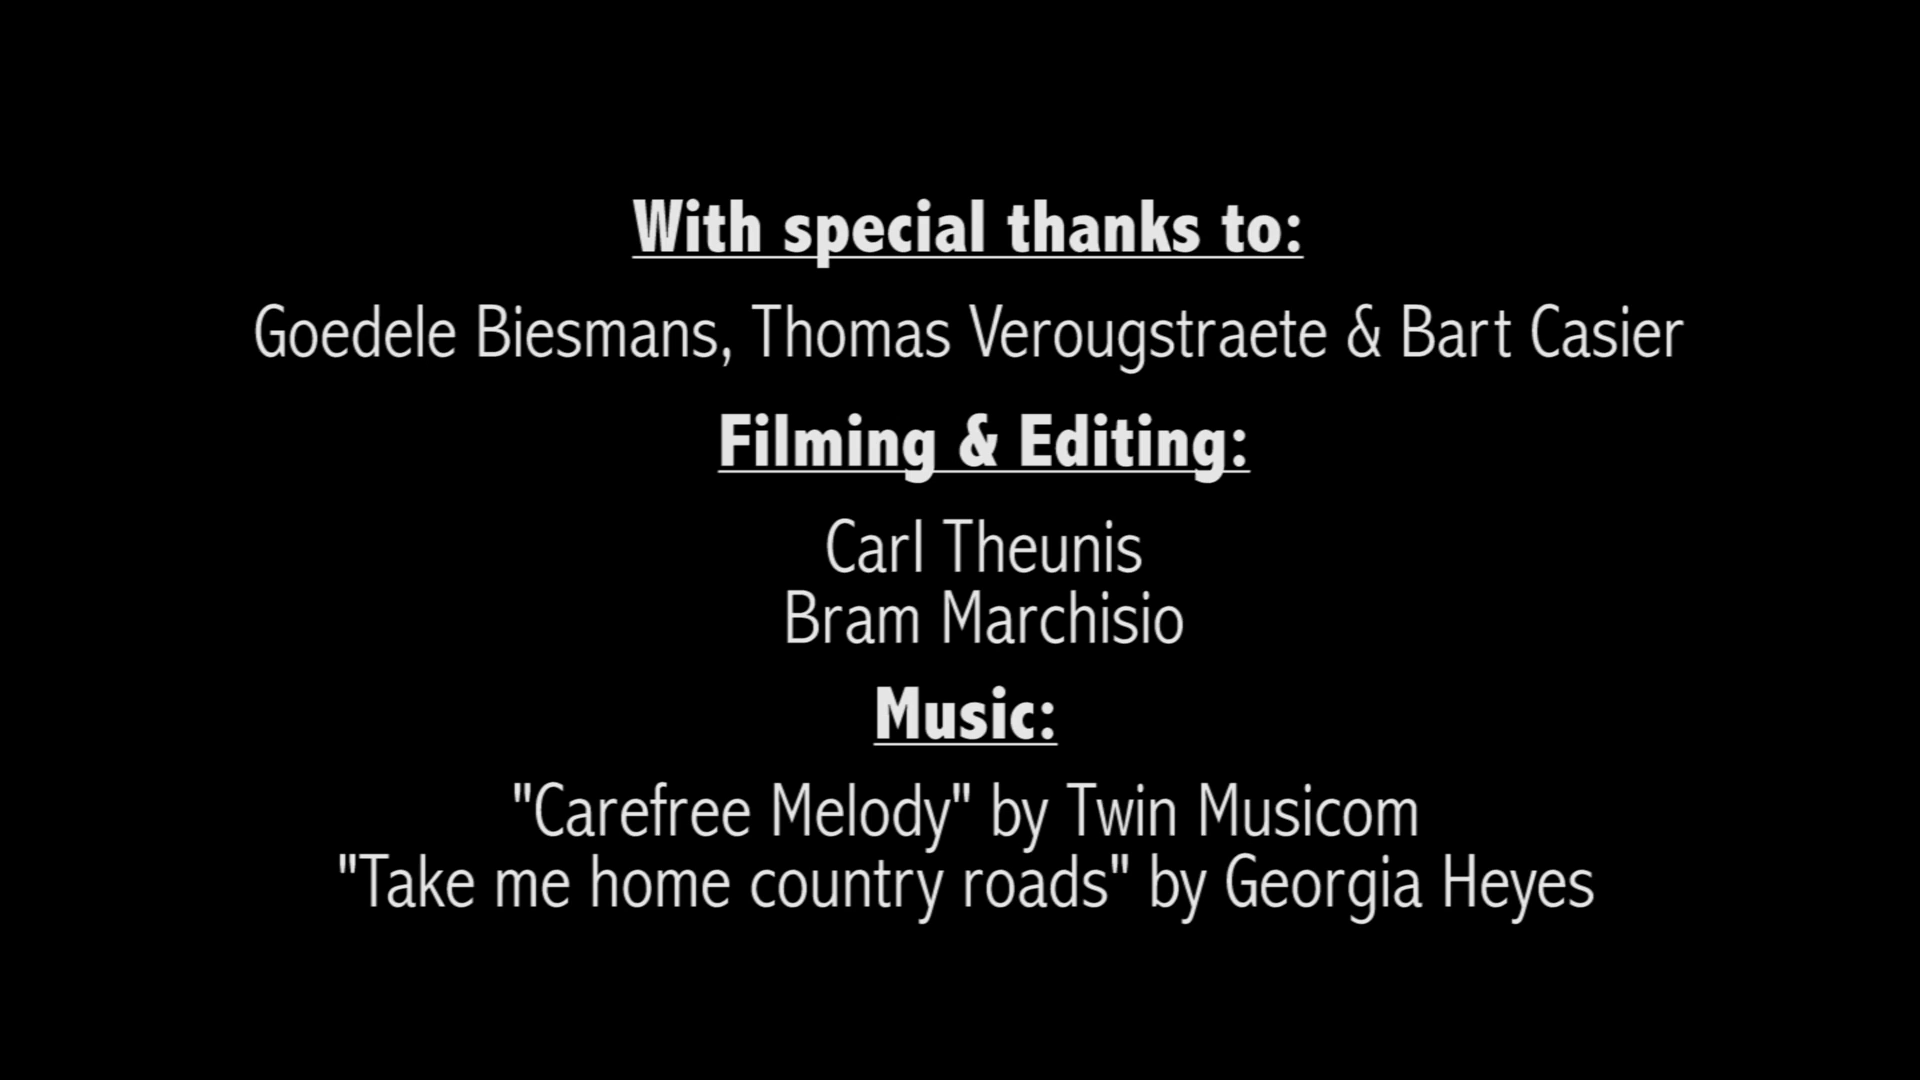 With special thanks to:
Goedele Biesmans, Thomas Verougstraete & Bart Casier
Filming & Editing:
Carl Theunis
Bram Marchisio
Music:
"Carefree Melody" by Twin Musicom
"Take me home country roads" by Georgia Heyes